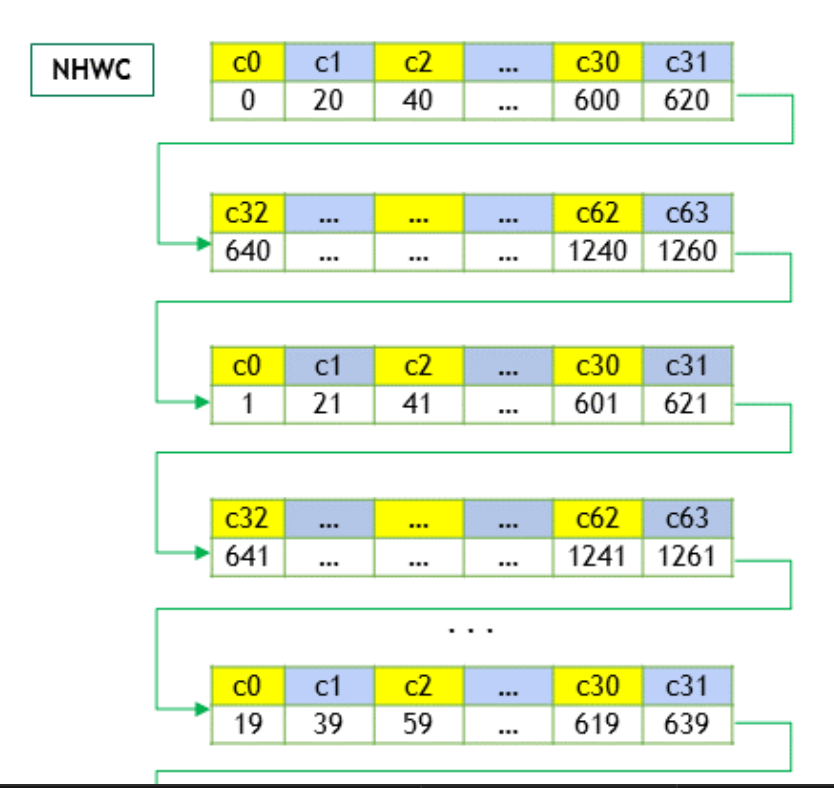 NHWC
c0 c1 c2 ... c30 c31
0 20 40 ... 600 620
c32 ... ... ... c62 c63
640 ... ... ... 1240 1260
c0 c1 c2 ... c30 c31
1 21 41 ... 601 621
c32 ... ... ... c62 c63
641 ... ... ... 1241 1261
...
c0 c1 c2 ... c30 c31
19 39 59 ... 619 639